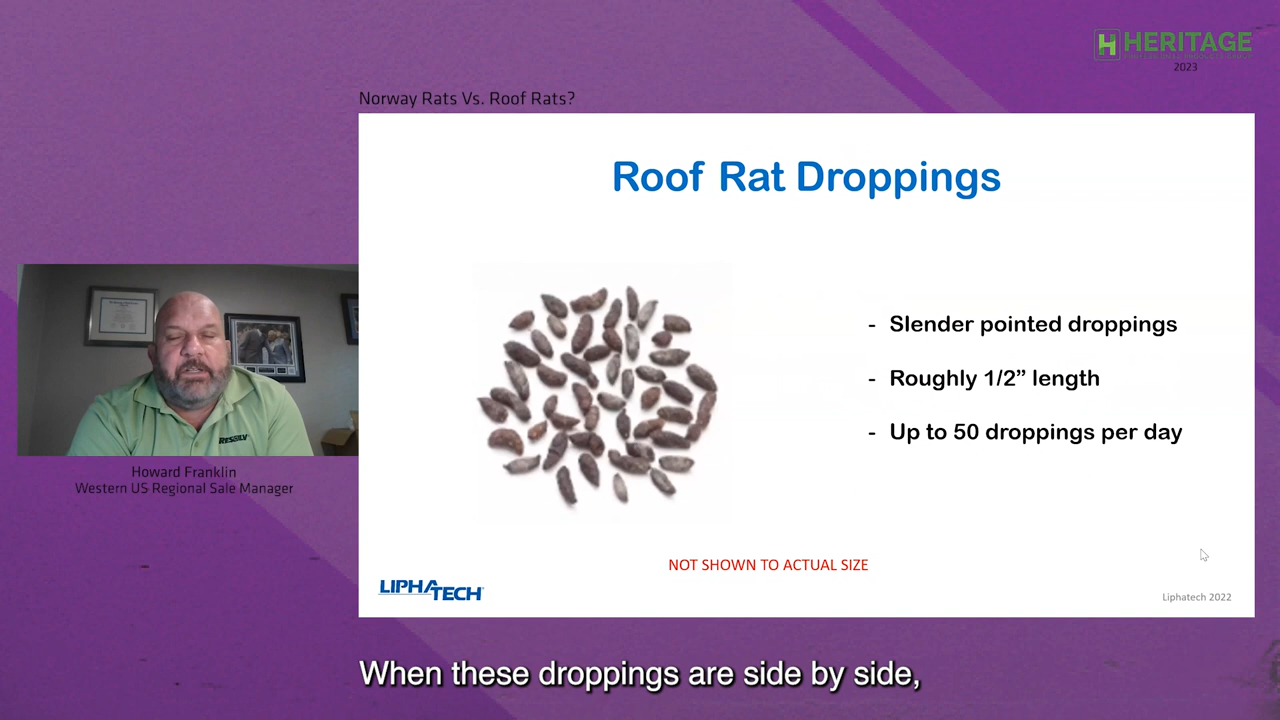 HERITAGE
2023
Norway Rats Vs. Roof Rats?
Roof Rat Droppings
- Slender pointed droppings
- Roughly 1/2” length
- Up to 50 droppings per day
Howard Franklin
Western US Regional Sale Manager
NOT SHOWN TO ACTUAL SIZE
LIPHATECH
Liphatech 2022
When these droppings are side by side,